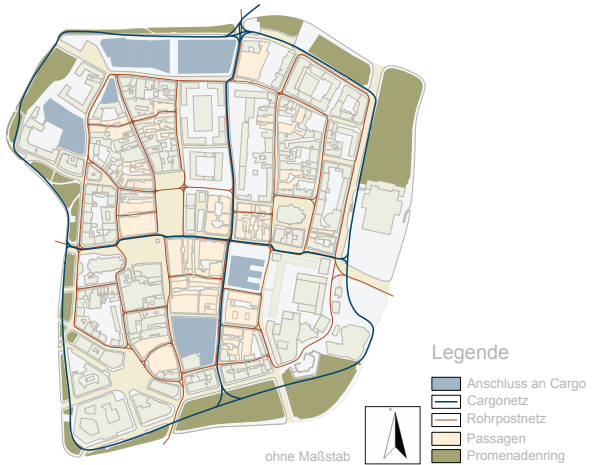 Legende
Anschluss an Cargo
Cargonetz
Rohrpostnetz
Passagen
Promenadenring
ohne Maßstab